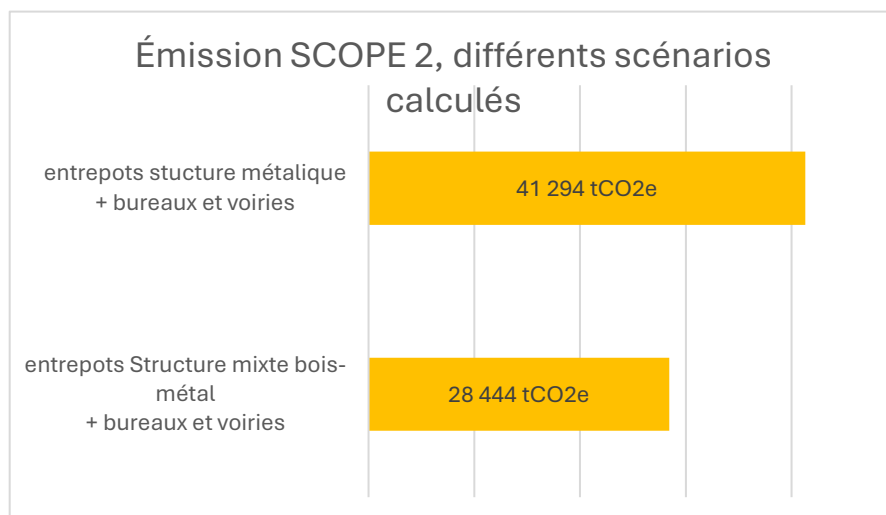 Émission SCOPE 2, différents scénarios
calculés
entrepots stucture métalique
+ bureaux et voiries
41 294 tCO2e
entrepots Structure mixte bois-
métal
+ bureaux et voiries
28 444 tCO2e